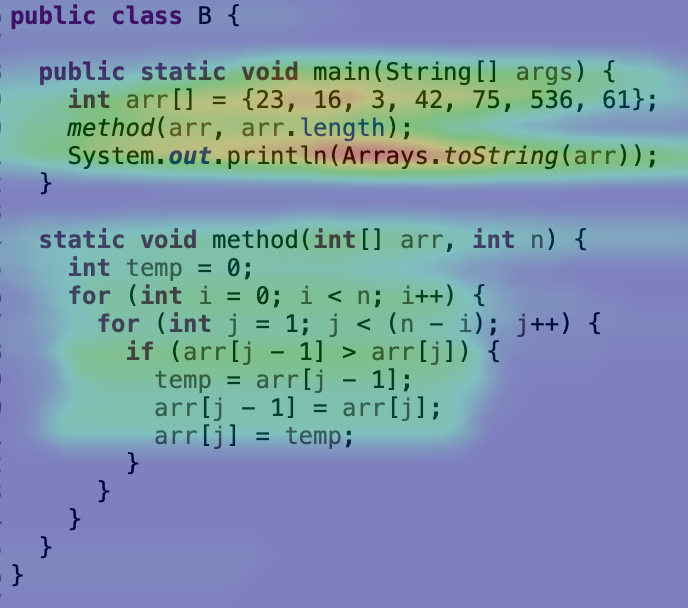 public class B {
public static void main(String[] args) {
int arr[] = {23, 16, 3, 42, 75, 536, 61};
method(arr, arr.length);
System.out.println(Arrays.toString(arr));
}
static void method(int[] arr, int n) {
int temp = 0;
for (int i = 0; i < n; i++) {
for (int j = 1; j < (n - i); j++) {
if (arr[j - 1] > arr[j]) {
temp = arr[j - 1];
arr[j - 1] = arr[j];
arr[j] = temp;
}
}
}
}
}